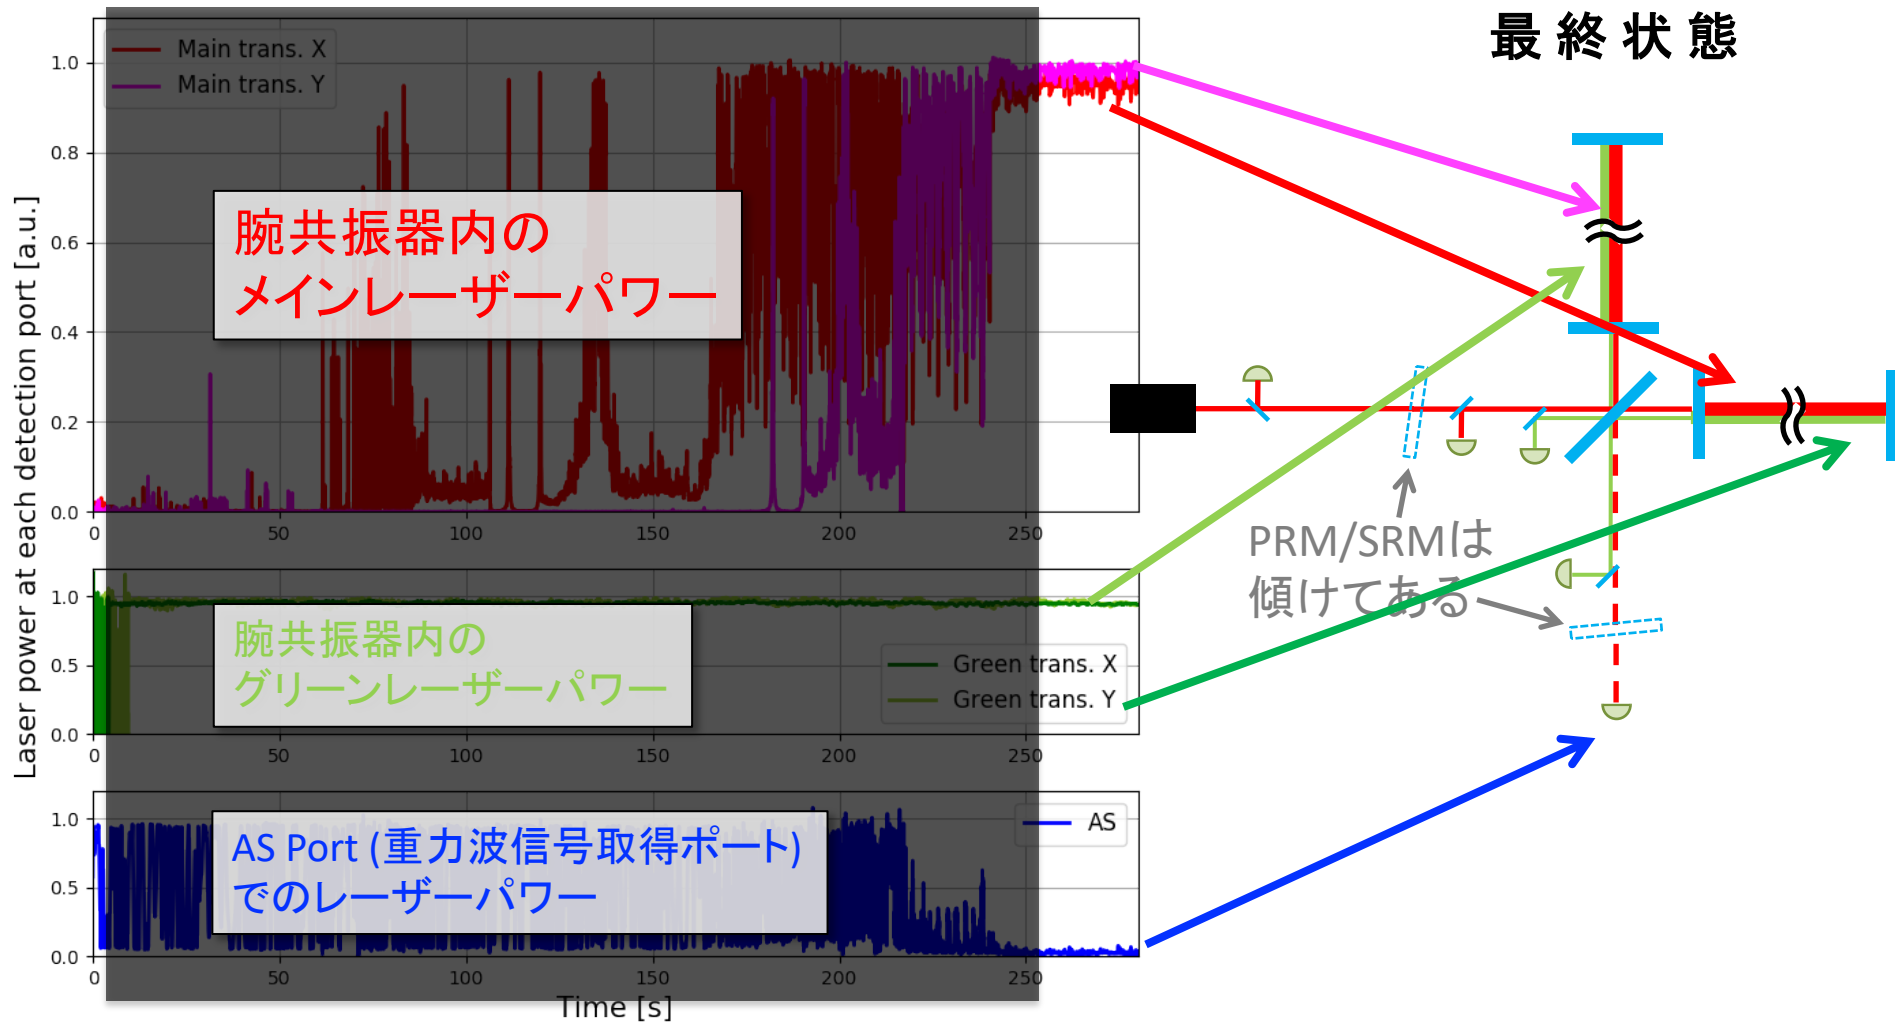 最終状態
Laser power at each detection port [a.u.]
Main trans. X
Main trans. Y
1.0
0.8
0.6
0.4
0.2
0.0
0
50
100
150
200
250
腕共振器内の
メインレーザーパワー
1.0
0.5
0.0
0
50
100
150
200
250
腕共振器内の
グリーンレーザーパワー
Green trans. X
Green trans. Y
1.0
0.5
0.0
0
50
100
150
200
250
AS Port (重力波信号取得ポート)
でのレーザーパワー
AS
Time [s]
PRM/SRMは
傾けてある